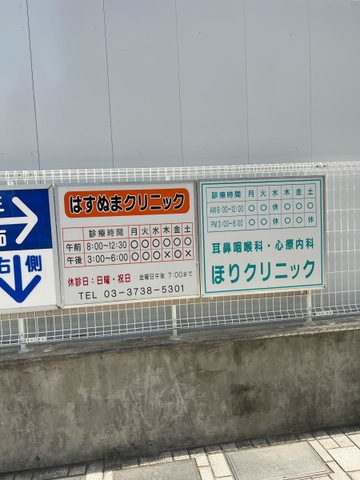 側
はすぬまクリニック
診療時間 月 火 水 木 金 土
午前 8:00〜12:30 ○ ○ ○ ○ ○ ○
午後 3:00〜6:00 ○ ○ ○ × ○ ×
休診日:日曜・祝日 金曜日午後 7:00まで
TEL 03-3738-5301
診療時間 月 火 水 木 金 土
AM 9:00〜12:00 ○ ○ 休 ○ ○ ○
PM 3:00〜6:00 ○ ○ 休 ○ ○ 休
耳鼻咽喉科・心療内科
ほりクリニック